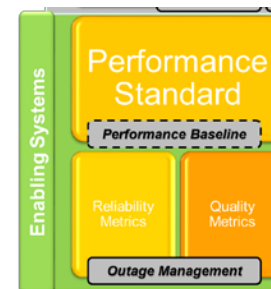 Enabling Systems
Performance
Standard
Performance Baseline
Reliability
Metrics
Quality
Metrics
Outage Management